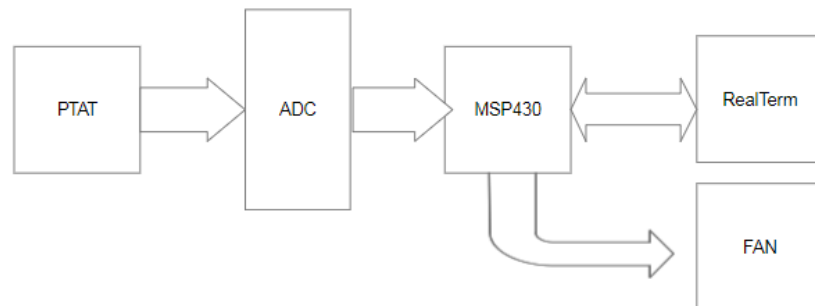 PTAT
ADC
MSP430
RealTerm
FAN